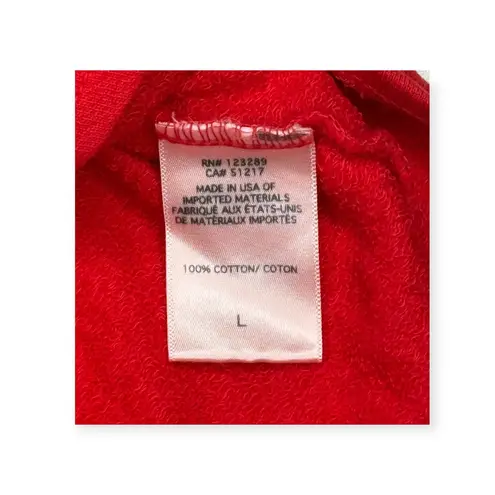 RN# 123289
CA# 51217
MADE IN USA OF
IMPORTED MATERIALS
FABRIQUÉ AUX ÉTATS-UNIS
DE MATÉRIAUX IMPORTÉS
100% COTTON/ COTON
L